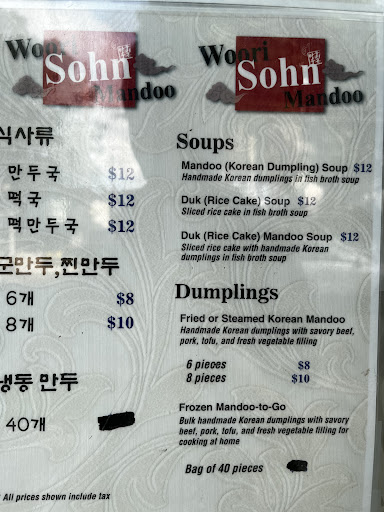 Woori
Sohn
Mandoo
식사류
만두국 $12
떡국 $12
떡만두국 $12
군만두,찐만두
6개 $8
8개 $10
냉동 만두
40개
All prices shown include tax
Woori
Sohn
Mandoo
Soups
Mandoo (Korean Dumpling) Soup $12
Handmade Korean dumplings in fish broth soup
Duk (Rice Cake) Soup $12
Sliced rice cake in fish broth soup
Duk (Rice Cake) Mandoo Soup $12
Sliced rice cake with handmade Korean
dumplings in fish broth soup
Dumplings
Fried or Steamed Korean Mandoo
Handmade Korean dumplings with savory beef,
pork, tofu, and fresh vegetable filling
6 pieces $8
8 pieces $10
Frozen Mandoo-to-Go
Bulk handmade Korean dumplings with savory
beef, pork, tofu, and fresh vegetable filling for
cooking at home
Bag of 40 pieces